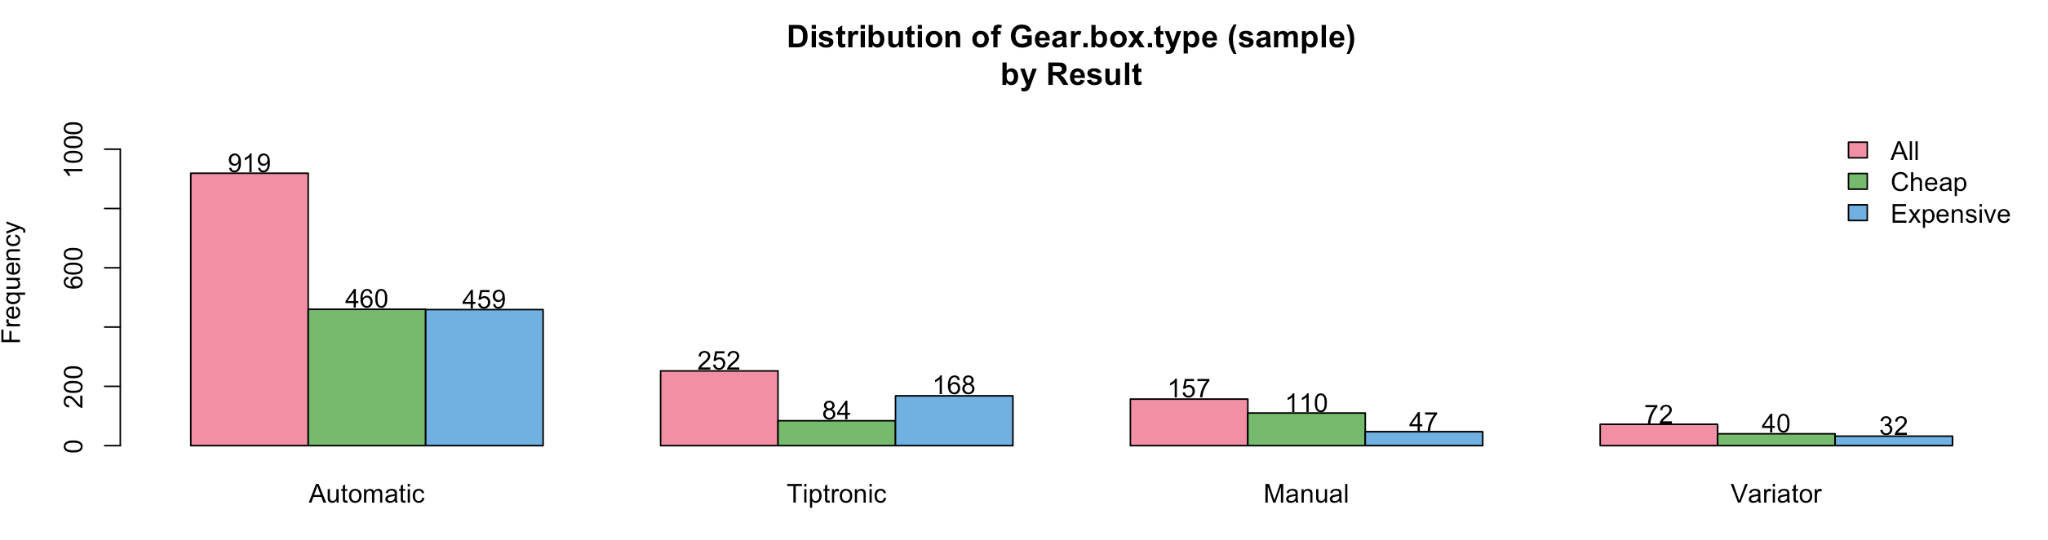 Distribution of Gear.box.type (sample)
by Result
Frequency
1000
600
200
0
All
Cheap
Expensive
919
460
459
252
84
168
157
110
47
72
40
32
Automatic
Tiptronic
Manual
Variator